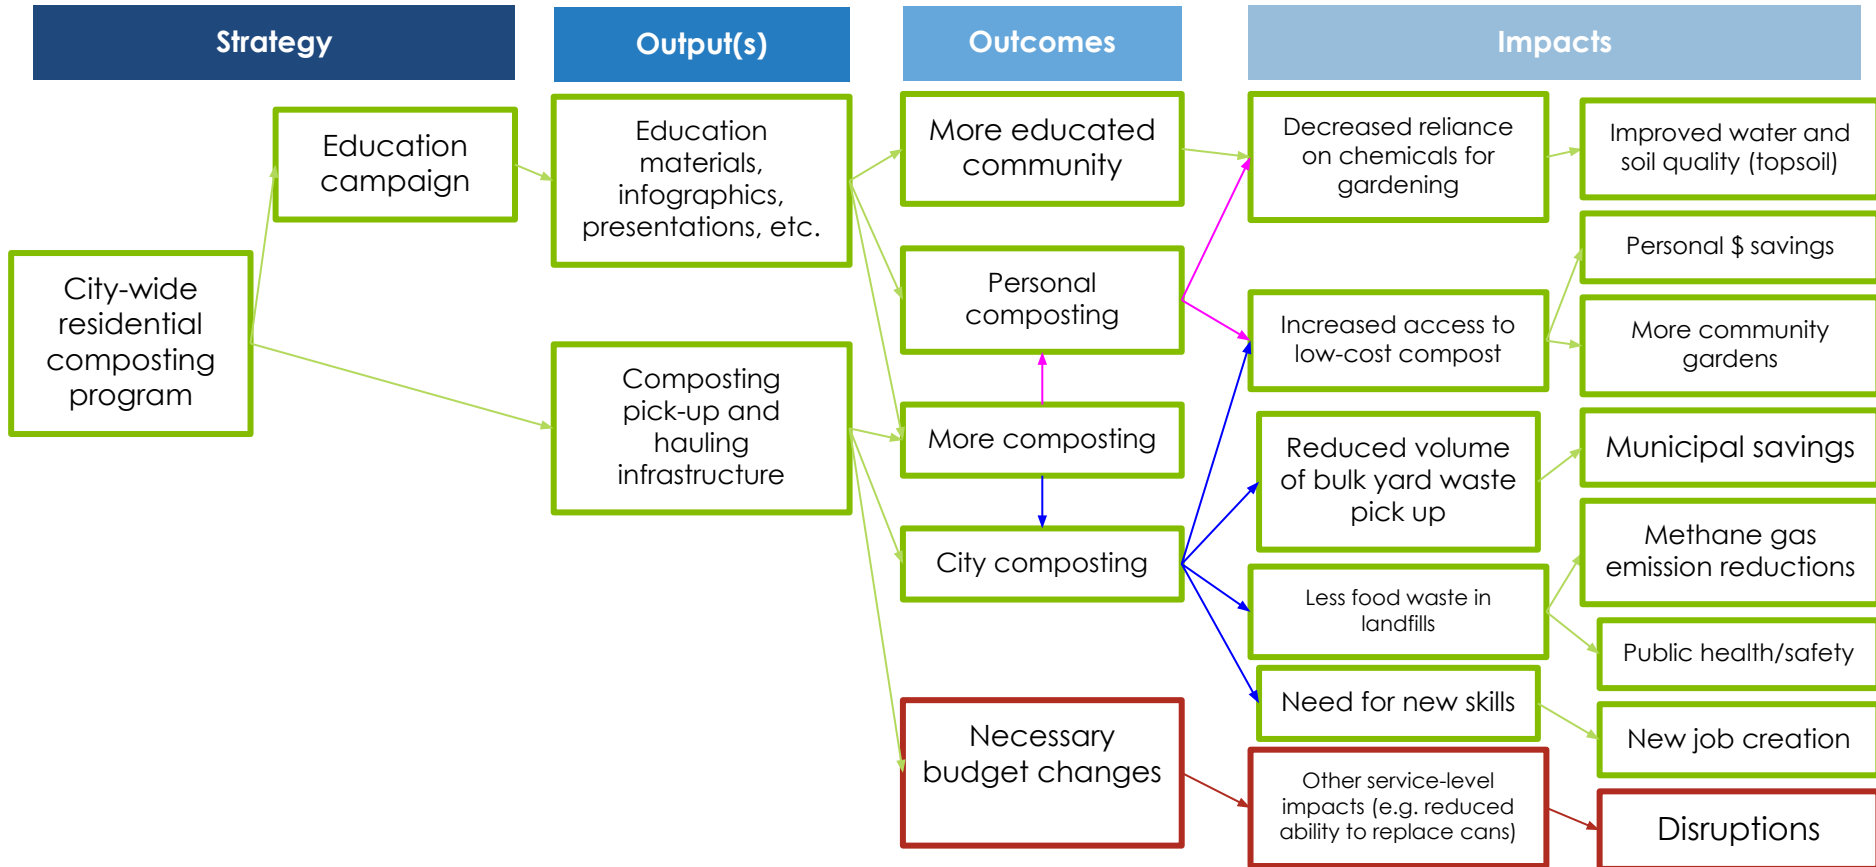 Strategy
Output(s)
Outcomes
Impacts
City-wide
residential
composting
program
Education
campaign
Education
materials,
infographics,
presentations, etc.
Composting
pick-up and
hauling
infrastructure
More educated
community
Personal
composting
More composting
City composting
Necessary
budget changes
Decreased reliance
on chemicals for
gardening
Increased access to
low-cost compost
Reduced volume
of bulk yard waste
pick up
Less food waste in
landfills
Need for new skills
Other service-level
impacts (e.g. reduced
ability to replace cans)
Improved water and
soil quality (topsoil)
Personal $ savings
More community
gardens
Municipal savings
Methane gas
emission reductions
Public health/safety
New job creation
Disruptions